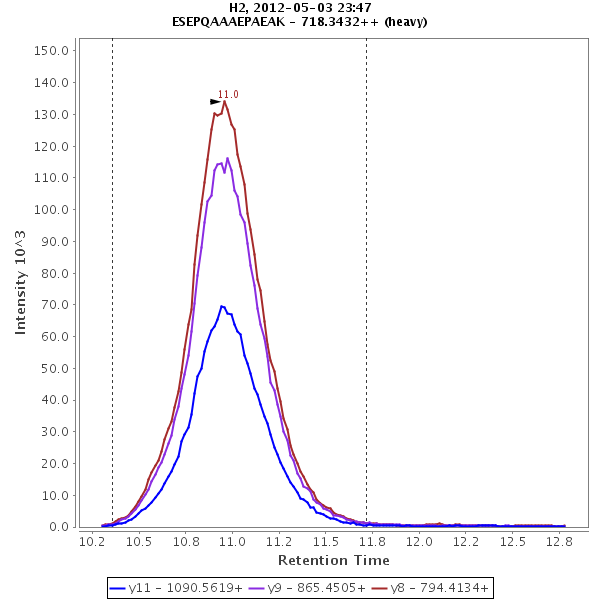 H2, 2012-05-03 23:47
ESEPQAAAEPAEAK - 718.3432++ (heavy)
150.0
140.0
130.0
120.0
110.0
100.0
90.0
80.0
70.0
60.0
50.0
40.0
30.0
20.0
10.0
0.0
Intensity 10^3
11.0
10.2 10.5 10.8 11.0 11.2 11.5 11.8 12.0 12.2 12.5 12.8
Retention Time
y11 - 1090.5619+ y9 - 865.4505+ y8 - 794.4134+